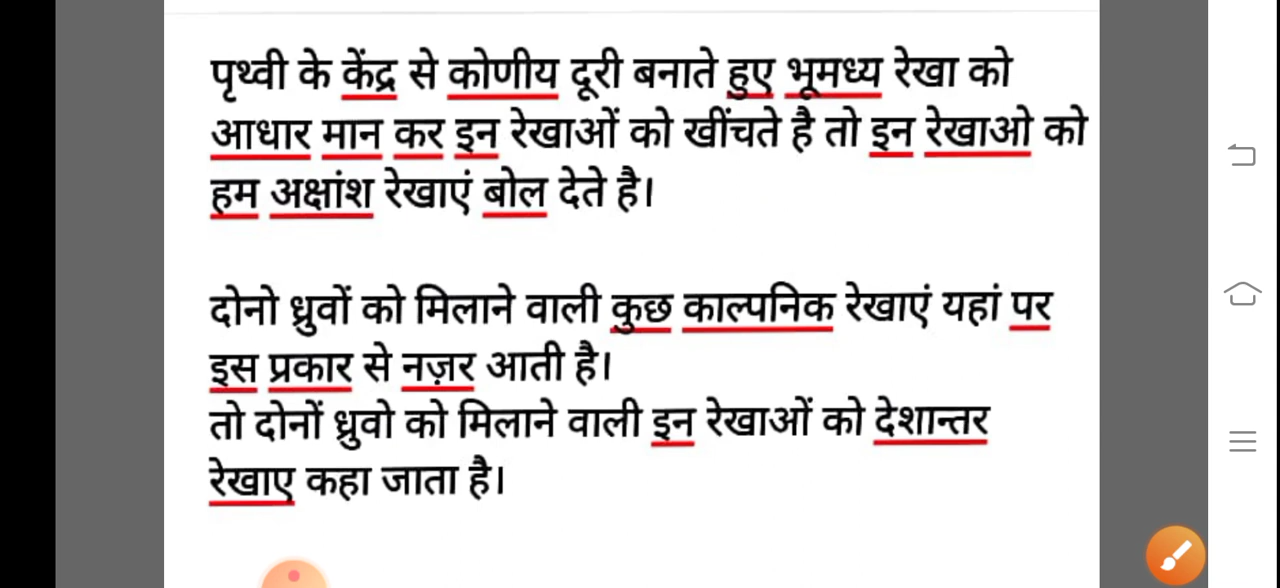 पृथ्वी के केंद्र से कोणीय दूरी बनाते हुए भूमध्य रेखा को
आधार मान कर इन रेखाओं को खींचते है तो इन रेखाओ को
हम अक्षांश रेखाएं बोल देते है।
दोनो ध्रुवों को मिलाने वाली कुछ काल्पनिक रेखाएं यहां पर
इस प्रकार से नज़र आती है।
तो दोनों ध्रुवो को मिलाने वाली इन रेखाओं को देशान्तर
रेखाए कहा जाता है।